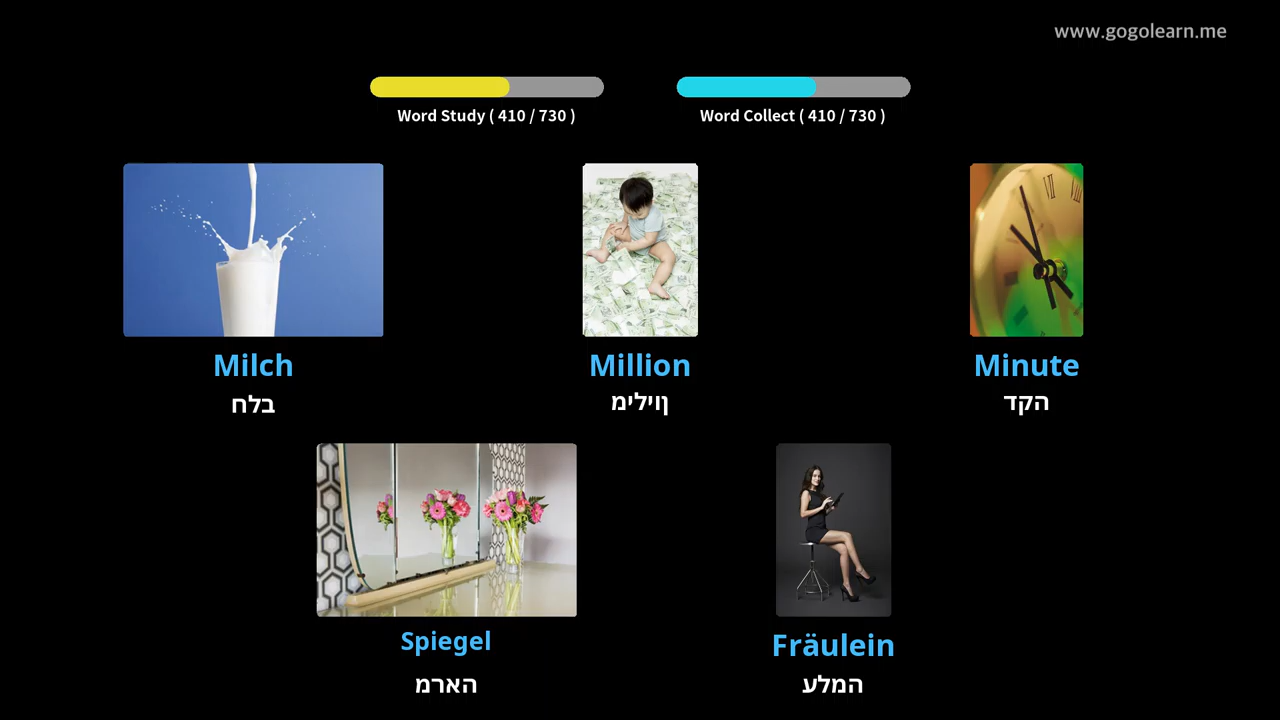 www.gogolearn.me
Word Study ( 410 / 730 )
Word Collect ( 410 / 730 )
Milch
בלח
Million
ןוילימ
Minute
הקד
Spiegel
הארמ
Fräulein
המלע